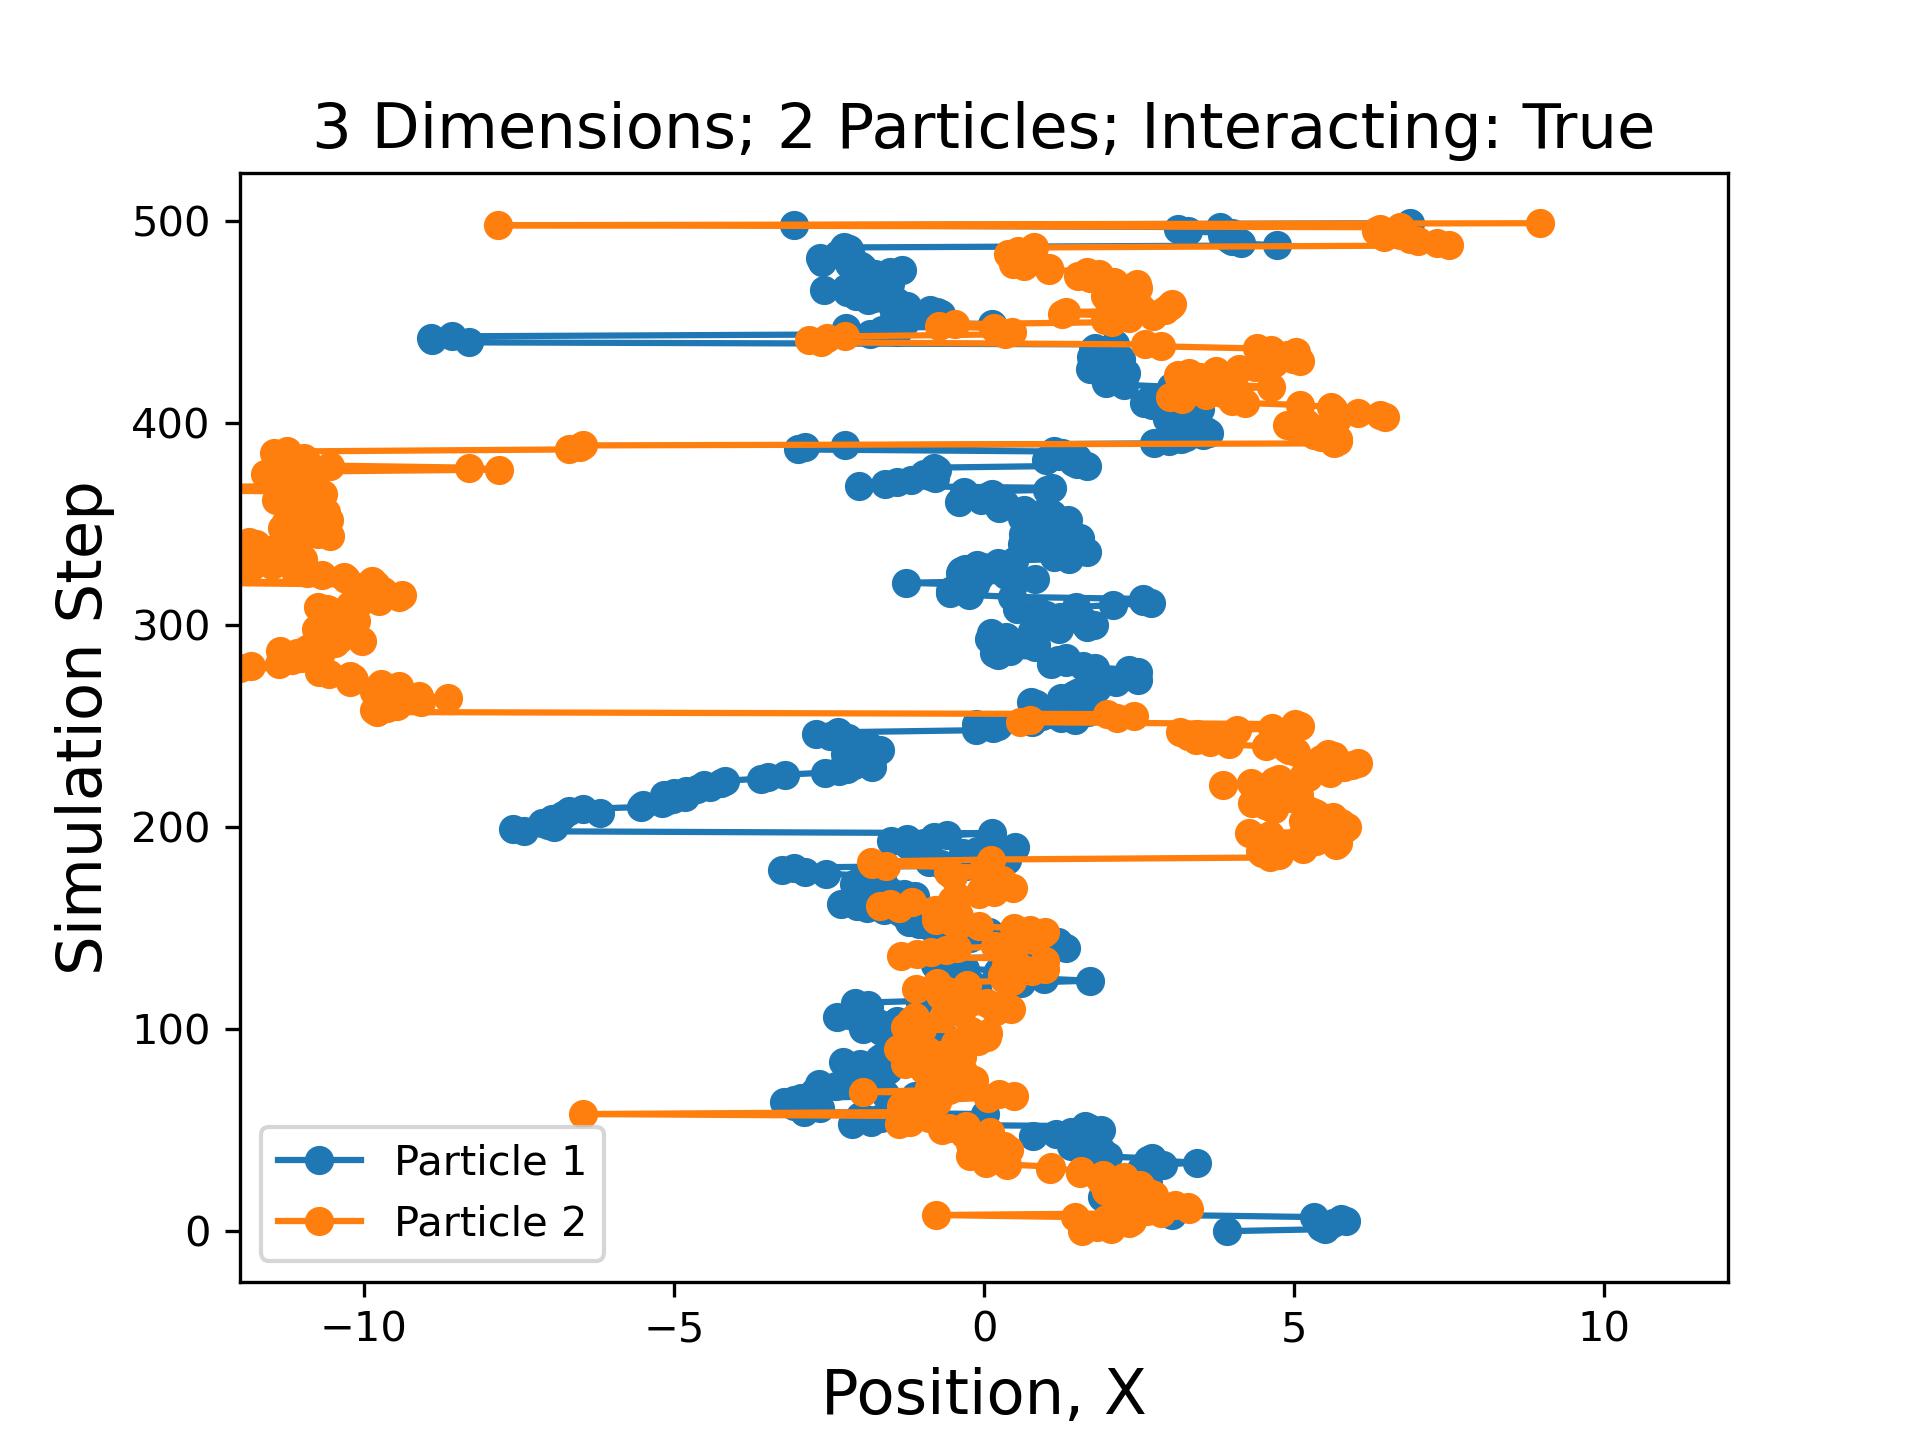 3 Dimensions; 2 Particles; Interacting: True
Simulation Step
500
400
300
200
100
0
Particle 1
Particle 2
−10
−5
0
5
10
Position, X